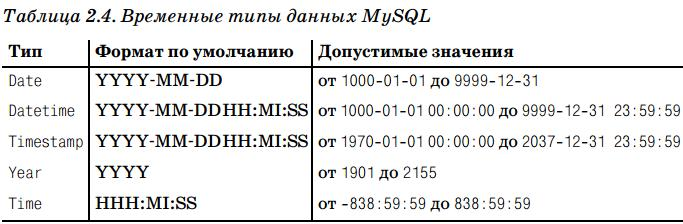 Таблица 2.4. Временные типы данных MySQL
Тип Формат по умолчанию Допустимые значения
Date YYYY-MM-DD от 1000-01-01 до 9999-12-31
Datetime YYYY-MM-DD HH:MI:SS от 1000-01-01 00:00:00 до 9999-12-31 23:59:59
Timestamp YYYY-MM-DD HH:MI:SS от 1970-01-01 00:00:00 до 2037-12-31 23:59:59
Year YYYY от 1901 до 2155
Time HHH:MI:SS от -838:59:59 до 838:59:59